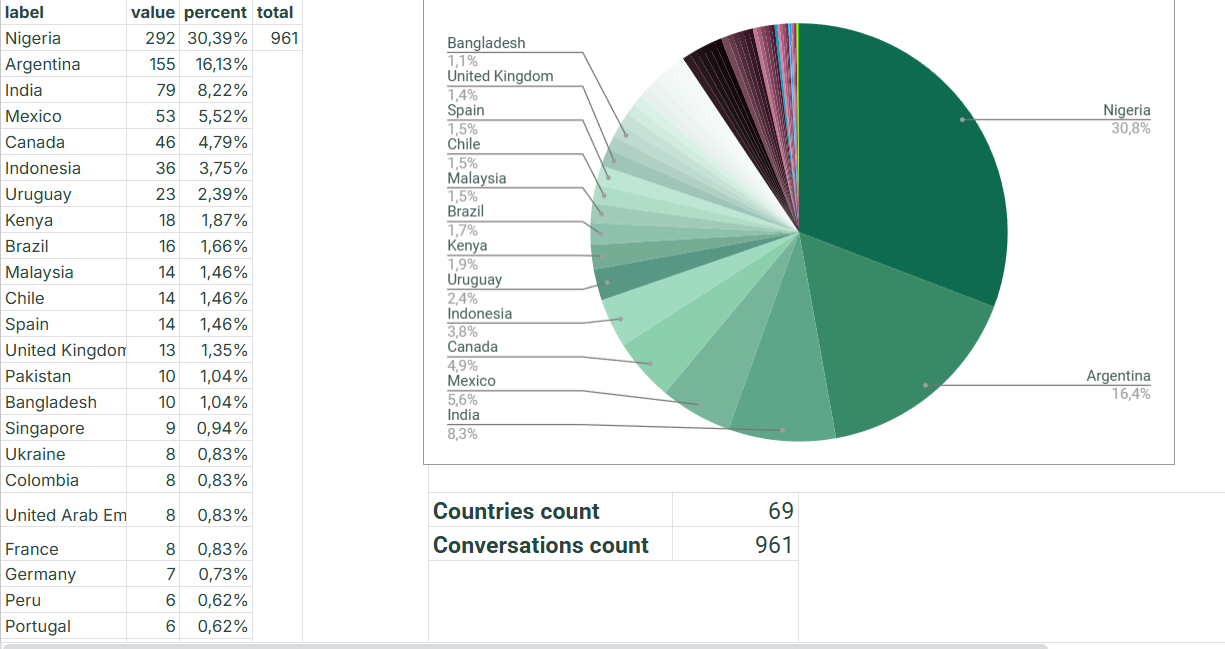 label value percent total
Nigeria 292 30,39% 961
Argentina 155 16,13%
India 79 8,22%
Mexico 53 5,52%
Canada 46 4,79%
Indonesia 36 3,75%
Uruguay 23 2,39%
Kenya 18 1,87%
Brazil 16 1,66%
Malaysia 14 1,46%
Chile 14 1,46%
Spain 14 1,46%
United Kingdom 13 1,35%
Pakistan 10 1,04%
Bangladesh 10 1,04%
Singapore 9 0,94%
Ukraine 8 0,83%
Colombia 8 0,83%
United Arab Em 8 0,83%
France 8 0,83%
Germany 7 0,73%
Peru 6 0,62%
Portugal 6 0,62%
Bangladesh
1,1%
United Kingdom
1,4%
Spain
1,5%
Chile
1,5%
Malaysia
1,5%
Brazil
1,7%
Kenya
1,9%
Uruguay
2,4%
Indonesia
3,8%
Canada
4,9%
Mexico
5,6%
India
8,3%
Nigeria
30,8%
Argentina
16,4%
Countries count 69
Conversations count 961